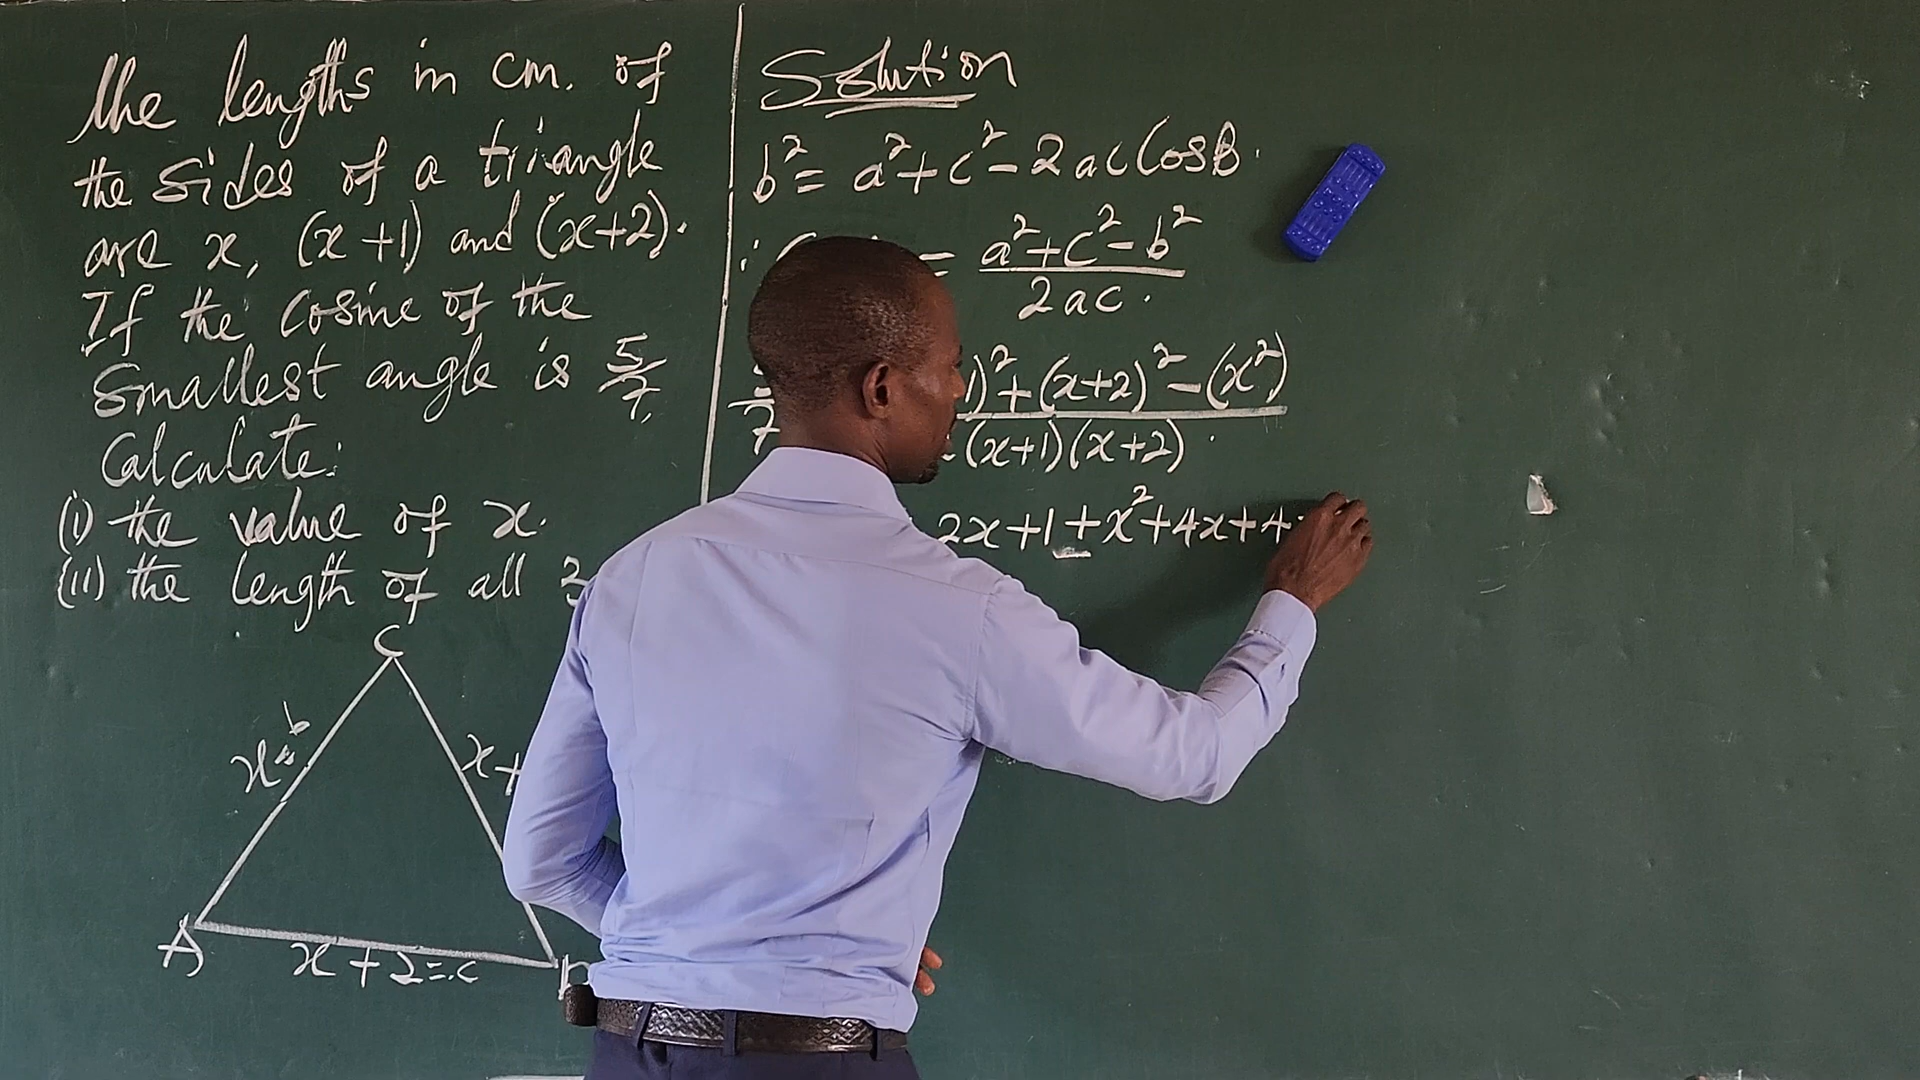 The lengths in cm. of
the sides of a triangle
are x, (x+1) and (x+2).
If the cosine of the
Smallest angle is 5/7,
Calculate:
(i) the value of x.
(ii) the length of all 3
C
x=b
x+
A
x+2=c
Solution
b² = a² + c² - 2acCosB.
= a²+c²-b² / 2ac.
/7 )²+(x+2)²-(x²) / (x+1)(x+2).
2x+1+x²+4x+4